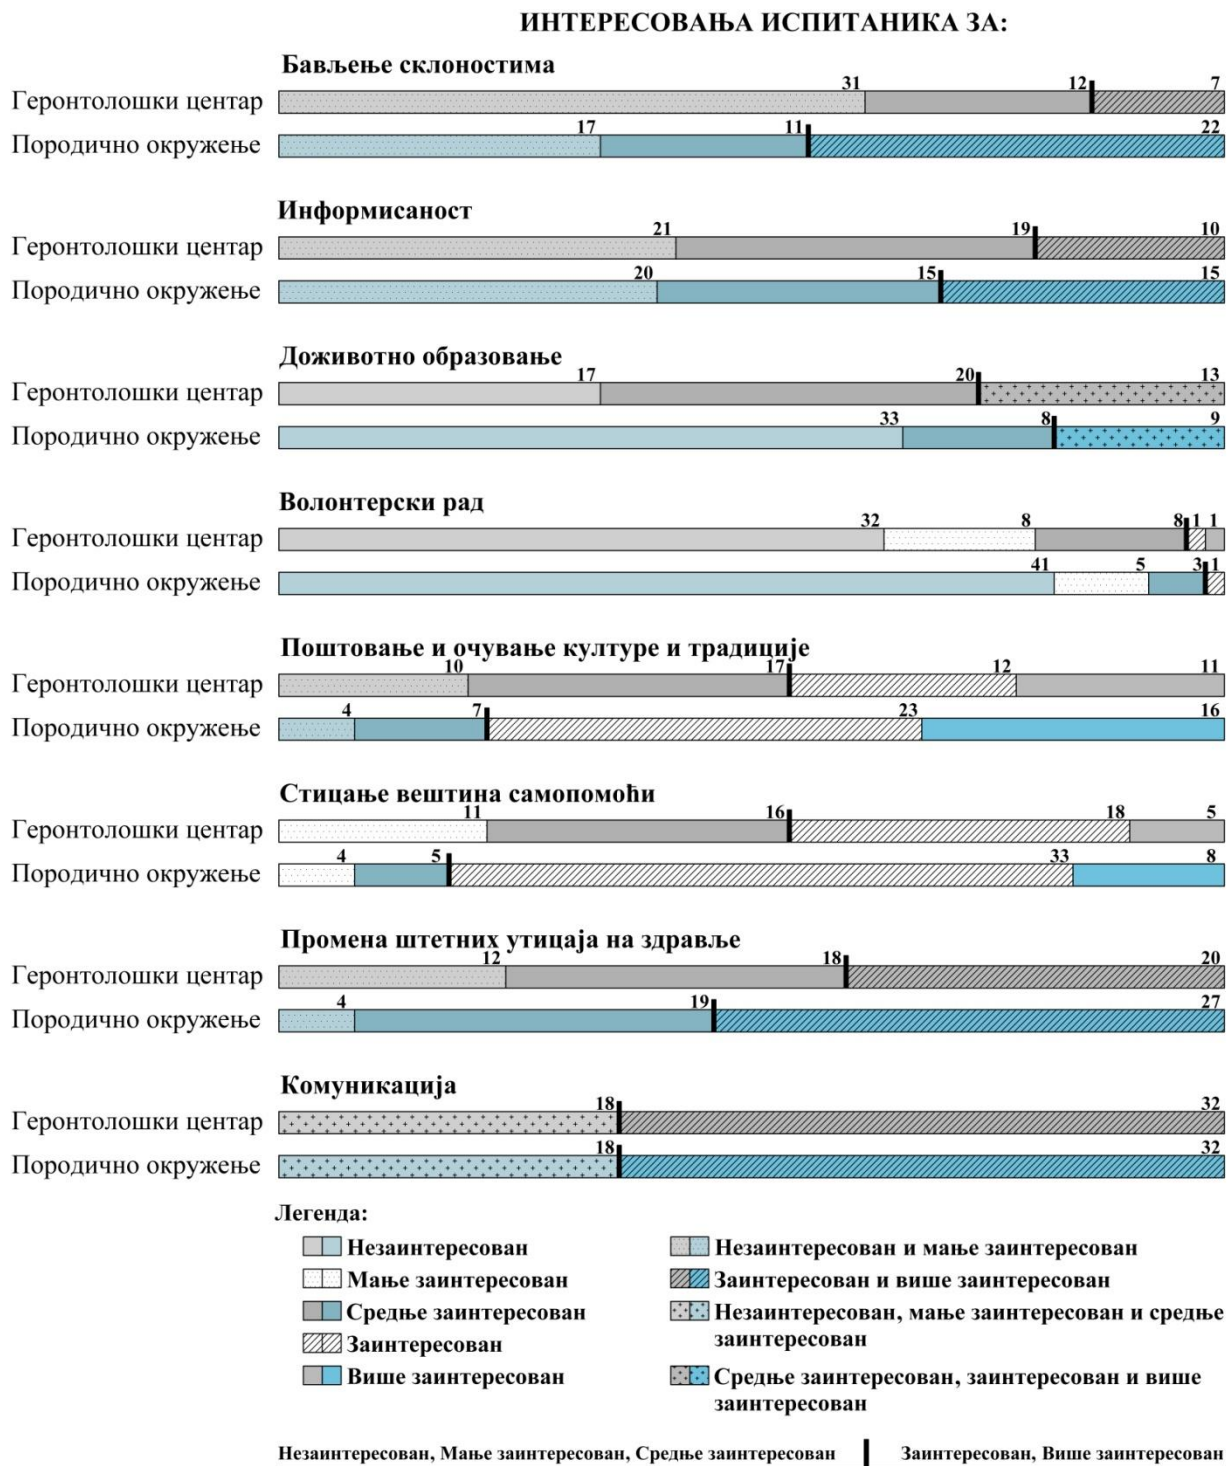 ИНТЕРЕСОВАЊА ИСПИТАНИКА ЗА:
Бављење склоностима
Геронтолошки центар 31 12 7
Породично окружење 17 11 22
Информисаност
Геронтолошки центар 21 19 10
Породично окружење 20 15 15
Доживотно образовање
Геронтолошки центар 17 20 13
Породично окружење 33 8 9
Волонтерски рад
Геронтолошки центар 32 8 8 1 1
Породично окружење 41 5 3 1
Поштовање и очување културе и традиције
Геронтолошки центар 10 17 12 11
Породично окружење 4 7 23 16
Стицање вештина самопомоћи
Геронтолошки центар 11 16 18 5
Породично окружење 4 5 33 8
Промена штетних утицаја на здравље
Геронтолошки центар 12 18 20
Породично окружење 4 19 27
Комуникација
Геронтолошки центар 18 32
Породично окружење 18 32
Легенда:
Незаинтересован
Мање заинтересован
Средње заинтересован
Заинтересован
Више заинтересован
Незаинтересован и мање заинтересован
Заинтересован и више заинтересован
Незаинтересован, мање заинтересован и средње
заинтересован
Средње заинтересован, заинтересован и више
заинтересован
Незаинтересован, Мање заинтересован, Средње заинтересован Заинтересован, Више заинтересован